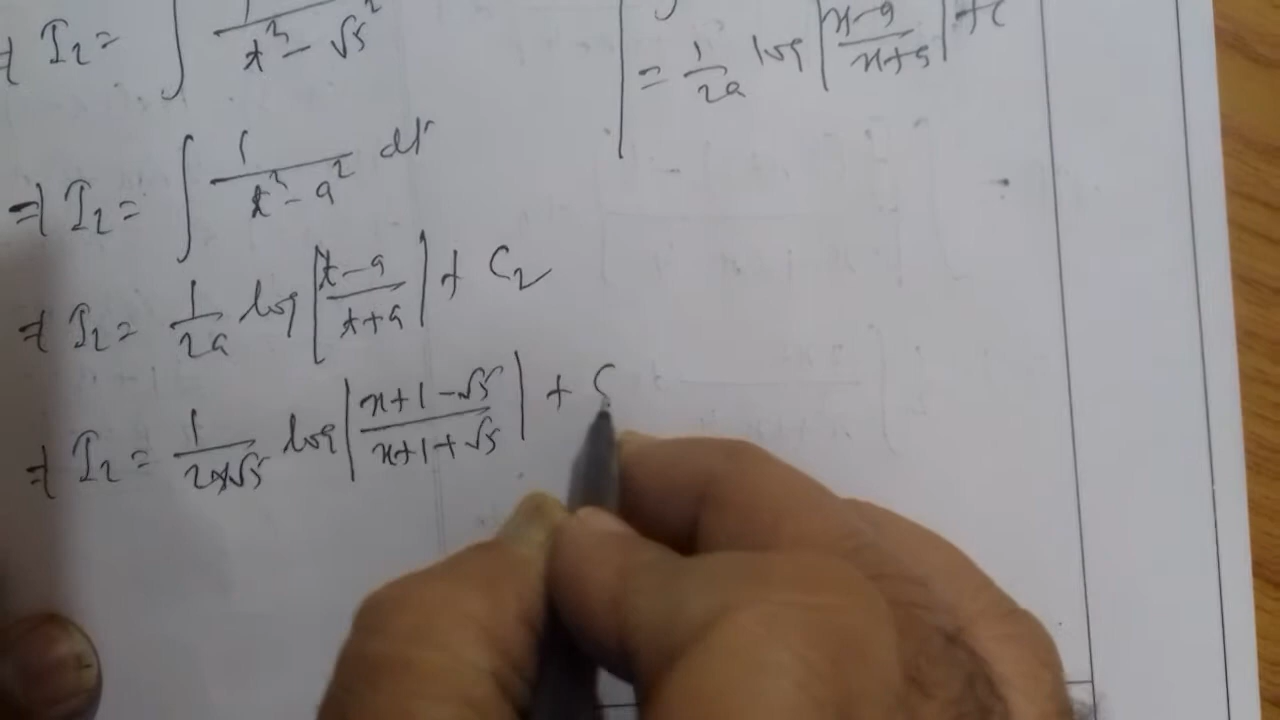 ⇒ I₂ = ∫ 1/(t² - √5²)
= 1/2a log |x-a/x+a| + c
⇒ I₂ = ∫ 1/(t² - a²) dt
⇒ I₂ = 1/2a log |t-a/t+a| + C₂
⇒ I₂ = 1/2×√5 log |x+1-√5/x+1+√5| + C